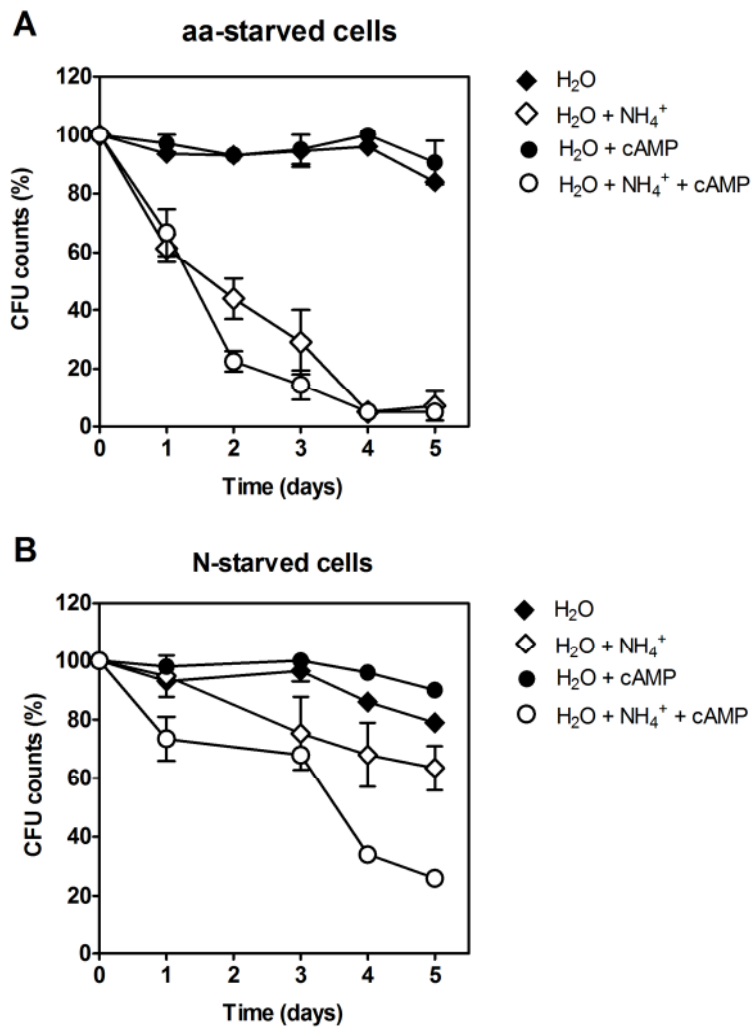 A
aa-starved cells
120
100
80
60
40
20
0
CFU counts (%)
0 1 2 3 4 5
Time (days)
H₂O
H₂O + NH₄⁺
H₂O + cAMP
H₂O + NH₄⁺ + cAMP
B
N-starved cells
120
100
80
60
40
20
0
CFU counts (%)
0 1 2 3 4 5
Time (days)
H₂O
H₂O + NH₄⁺
H₂O + cAMP
H₂O + NH₄⁺ + cAMP